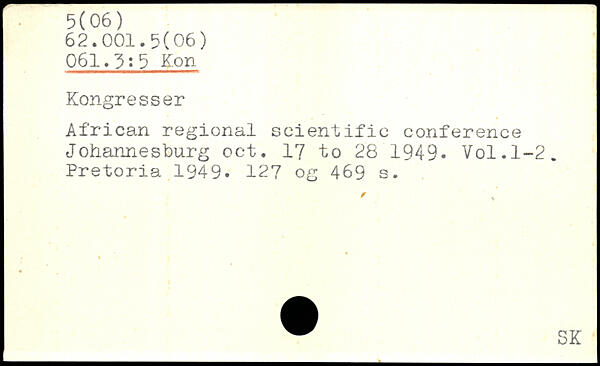 5(06)
62.001.5(06)
061.3:5 Kon
Kongresser
African regional scientific conference
Johannesburg oct. 17 to 28 1949. Vol.1-2.
Pretoria 1949. 127 og 469 s.
SK